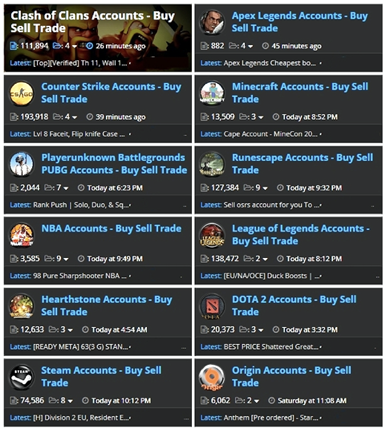 Clash of Clans Accounts - Buy
Sell Trade
111,894 4 26 minutes ago
Latest: [Top][Verified] Th 11, Wall 1...
Apex Legends Accounts - Buy
Sell Trade
882 4 45 minutes ago
Latest: Apex Legends Cheapest bo...
Counter Strike Accounts - Buy
Sell Trade
193,918 4 39 minutes ago
Latest: Lvl 8 Faceit, Flip knife Case ...
Minecraft Accounts - Buy Sell
Trade
13,509 3 Today at 8:52 PM
Latest: Cape Account - MineCon 20...
Playerunknown Battlegrounds
PUBG Accounts - Buy Sell Trade
2,044 7 Today at 6:23 PM
Latest: Rank Push | Solo, Duo, & Sq...
Runescape Accounts - Buy Sell
Trade
127,384 9 Today at 9:32 PM
Latest: Sell osrs account for you To ...
NBA Accounts - Buy Sell Trade
3,585 9 Today at 9:49 PM
Latest: 98 Pure Sharpshooter NBA ...
League of Legends Accounts -
Buy Sell Trade
138,472 2 Today at 8:12 PM
Latest: [EU/NA/OCE] Duck Boosts | ...
Hearthstone Accounts - Buy
Sell Trade
12,633 3 Today at 4:54 AM
Latest: [READY META] 63(3 G) STAN...
DOTA 2 Accounts - Buy Sell
Trade
20,373 3 Today at 3:32 PM
Latest: BEST PRICE Shattered Great...
Steam Accounts - Buy Sell
Trade
74,586 8 Today at 10:12 PM
Latest: [H] Division 2 EU, Resident E...
Origin Accounts - Buy Sell
Trade
6,062 2 Saturday at 11:08 AM
Latest: Anthem [Pre ordered] - Star...